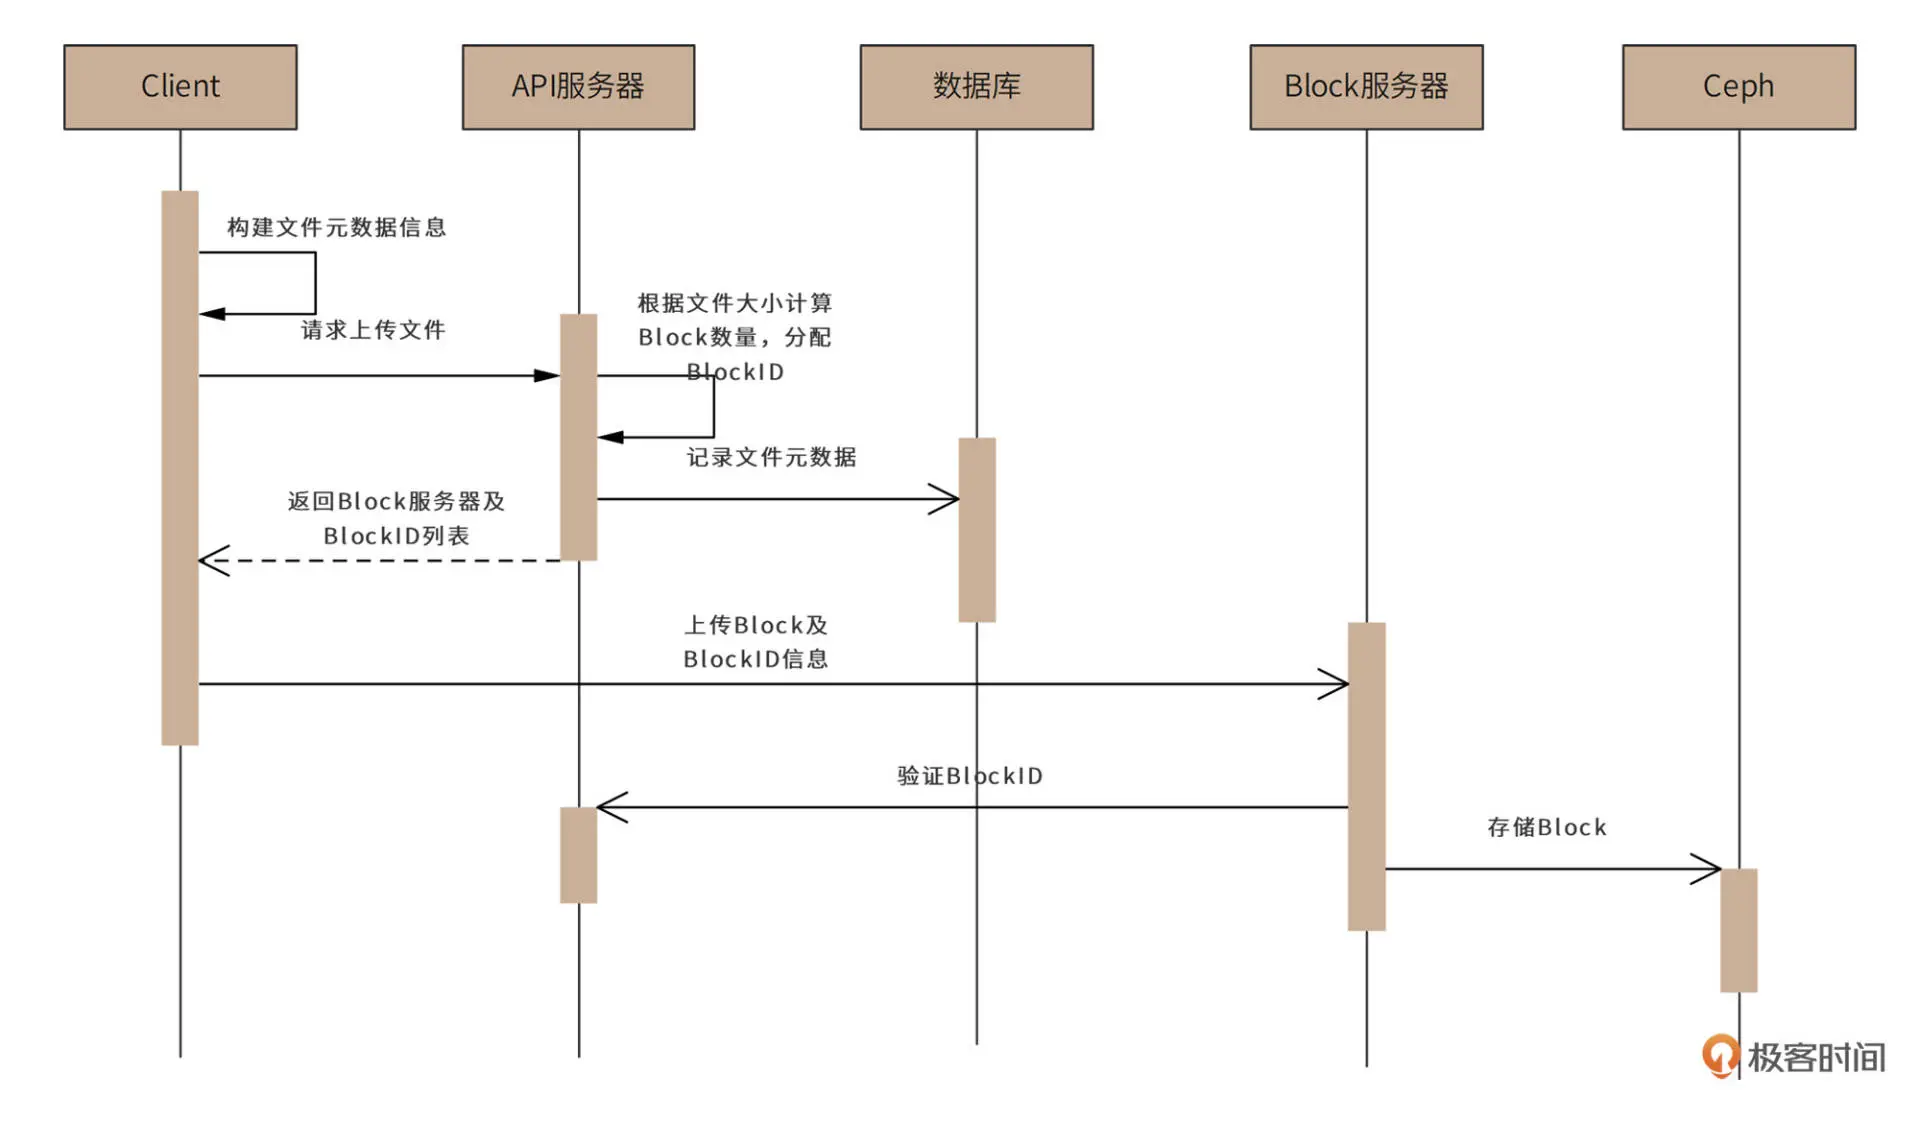 Client
API服务器
数据库
Block服务器
Ceph
构建文件元数据信息
请求上传文件
根据文件大小计算
Block数量，分配
BlockID
记录文件元数据
返回Block服务器及
BlockID列表
上传Block及
BlockID信息
验证BlockID
存储Block
极客时间